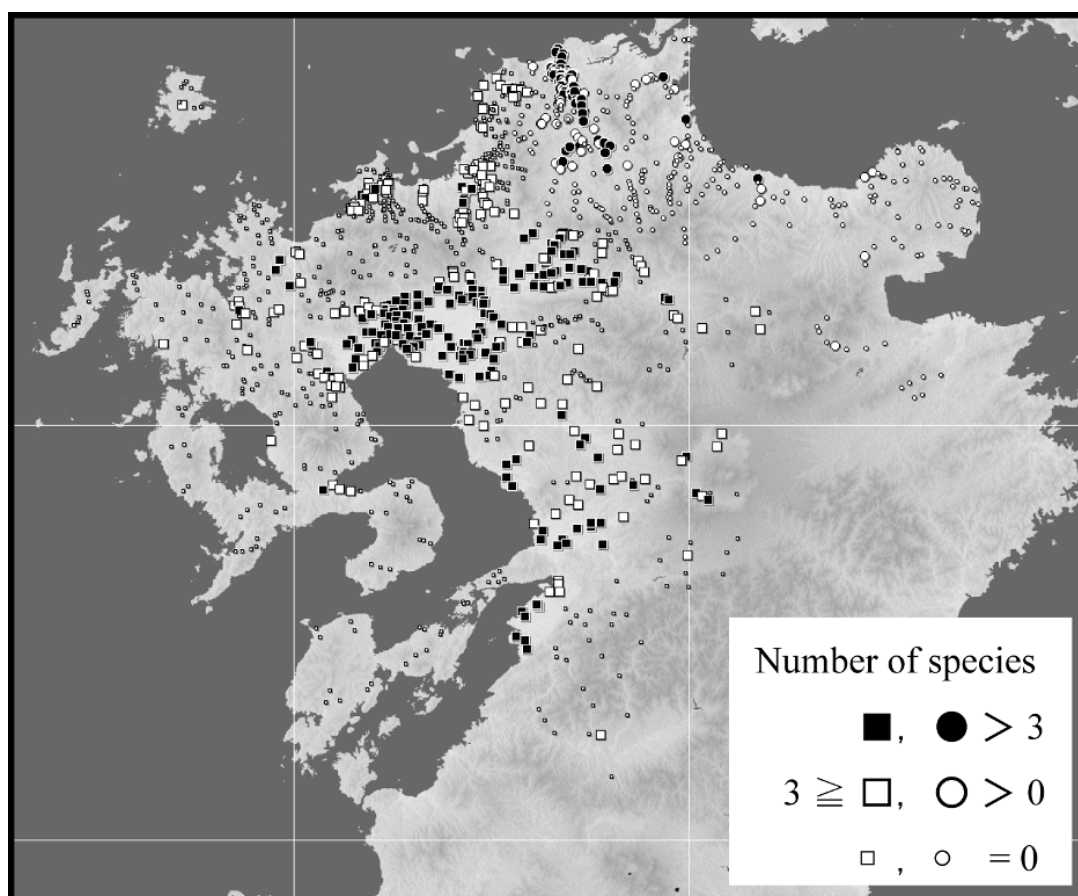 Number of species
■, ● > 3
3 ≧ □, ○ > 0
□, ○ = 0